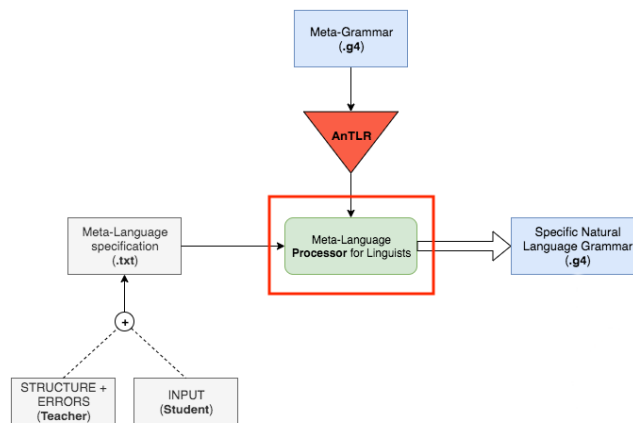 Meta-Grammar
(.g4)
AnTLR
Meta-Language
specification
(.txt)
Meta-Language
Processor for Linguists
Specific Natural
Language Grammar
(.g4)
+
STRUCTURE +
ERRORS
(Teacher)
INPUT
(Student)